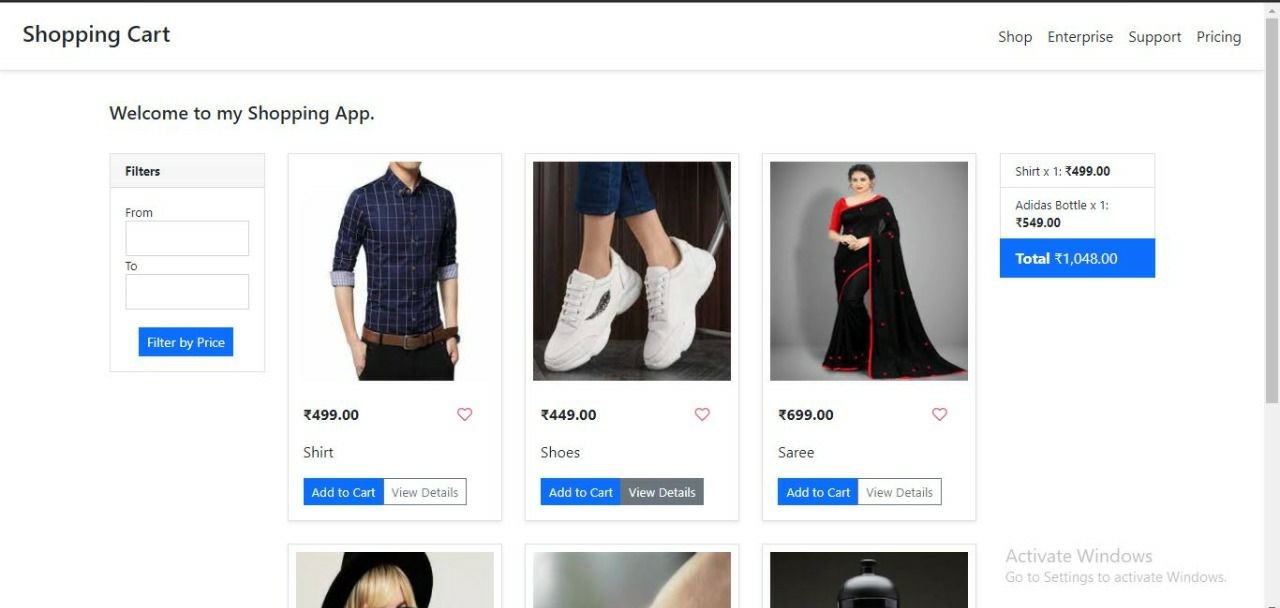 Shopping Cart
Shop Enterprise Support Pricing
Welcome to my Shopping App.
Filters
From
To
Filter by Price
₹499.00
Shirt
Add to Cart View Details
₹449.00
Shoes
Add to Cart View Details
₹699.00
Saree
Add to Cart View Details
Shirt x 1: ₹499.00
Adidas Bottle x 1:
₹549.00
Total ₹1,048.00
Activate Windows
Go to Settings to activate Windows.